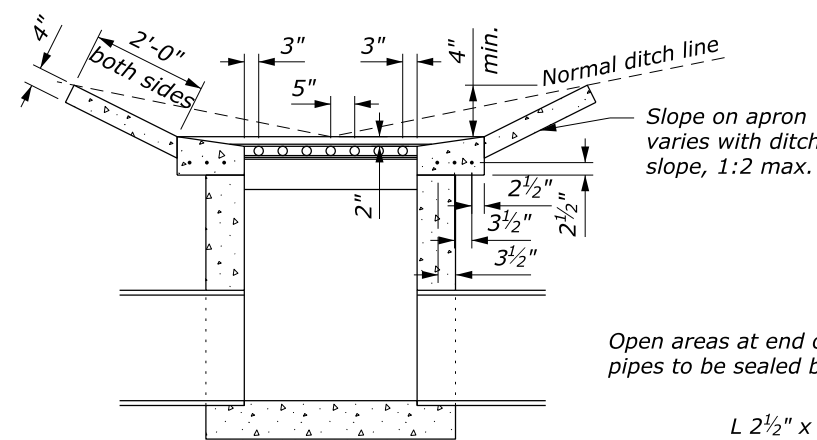 4"
2'-0"
both sides
3"
3"
5"
4"
min.
Normal ditch line
Slope on apron
varies with ditch
slope, 1:2 max.
2"
2½"
2½"
3½"
3½"
Open areas at end
pipes to be sealed
L 2½" x